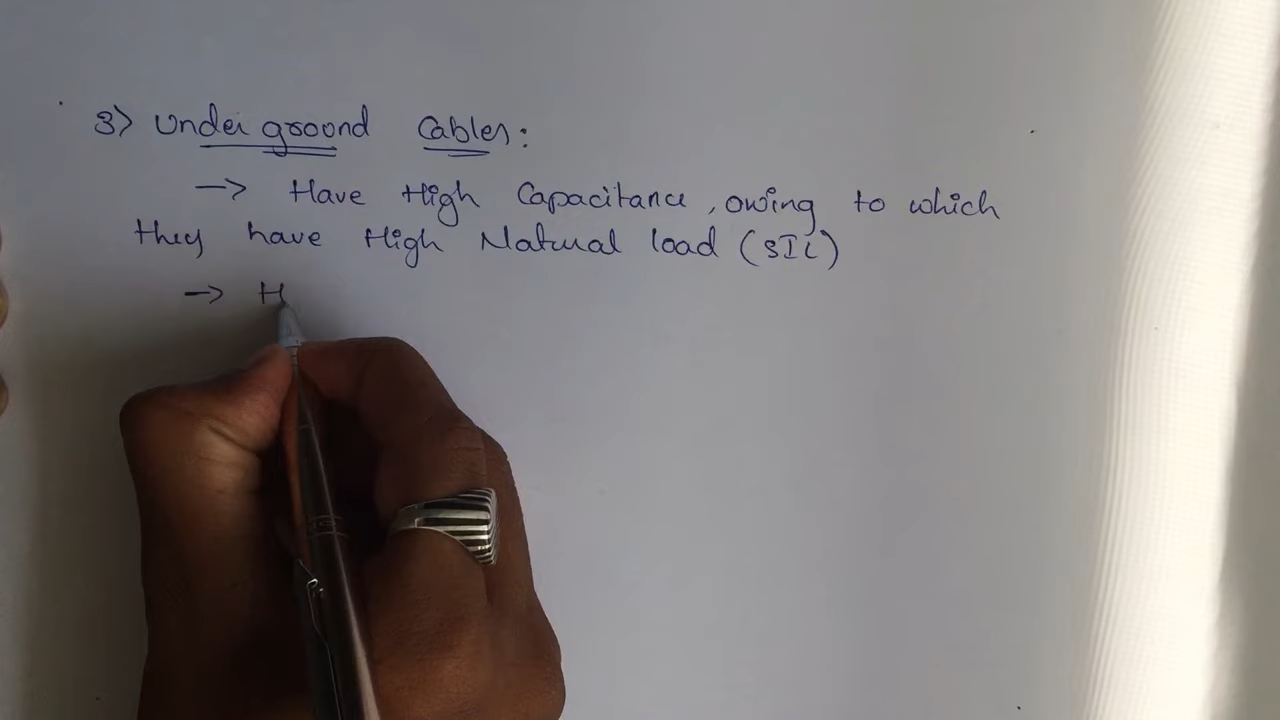 3) Underground Cables:
→ Have High Capacitance, owing to which
they have High Natural load (SIL)
→ H